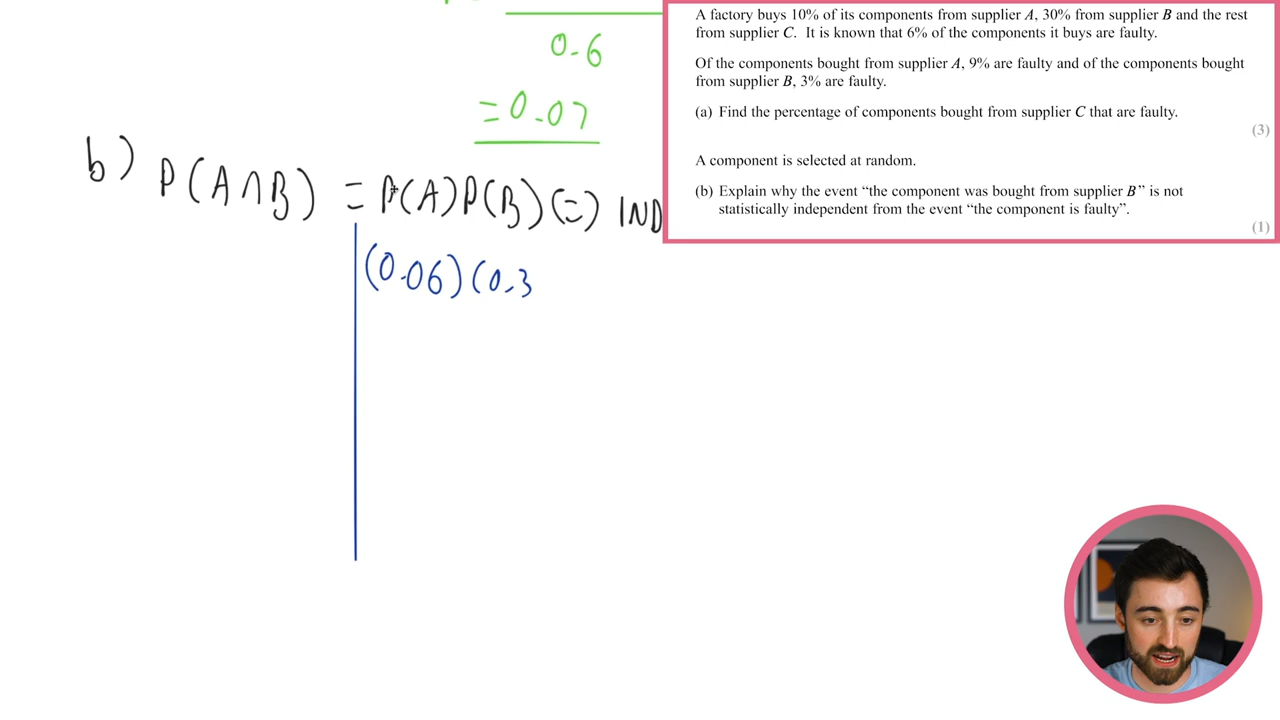 0.6
= 0.07
b) P(A∩B) = P(A)P(B) (=) IND
(0.06)(0.3
A factory buys 10% of its components from supplier A, 30% from supplier B and the rest
from supplier C. It is known that 6% of the components it buys are faulty.
Of the components bought from supplier A, 9% are faulty and of the components bought
from supplier B, 3% are faulty.
(a) Find the percentage of components bought from supplier C that are faulty.
(3)
A component is selected at random.
(b) Explain why the event “the component was bought from supplier B” is not
statistically independent from the event “the component is faulty”.
(1)